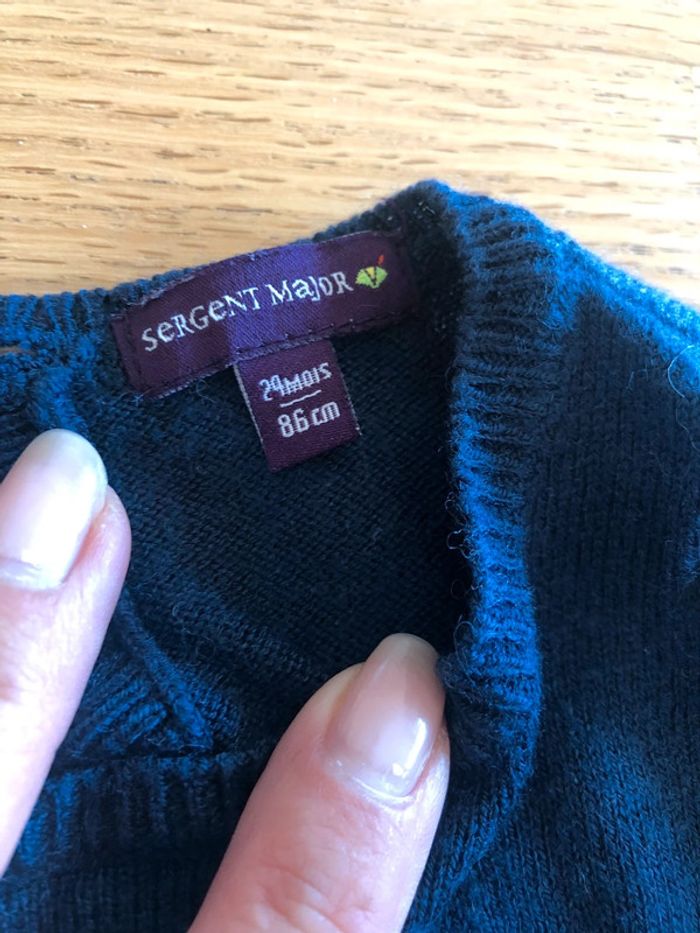 SeRGeNT MaJoR
24MOIS
86cm